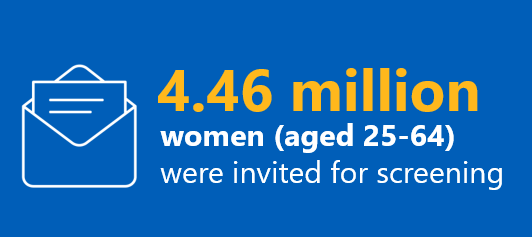 4.46 million
women (aged 25-64)
were invited for screening